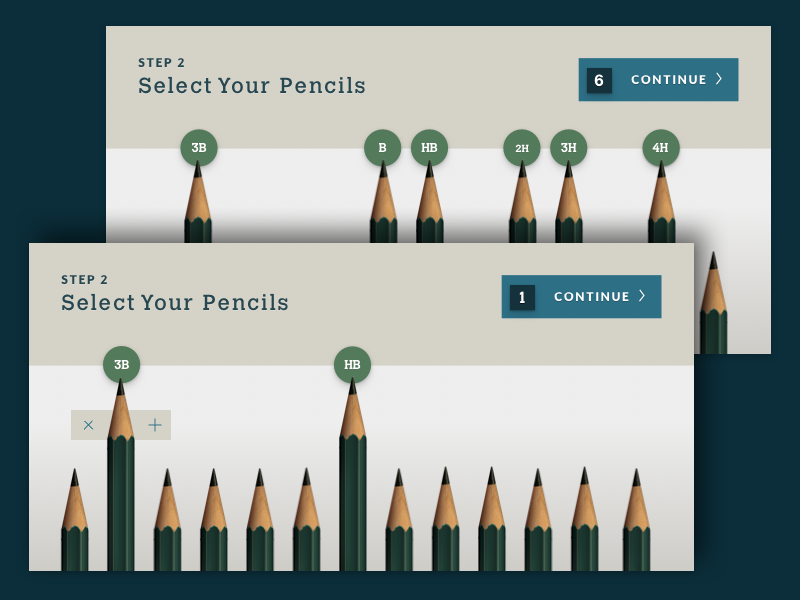 STEP 2
Select Your Pencils
6 CONTINUE
3B B HB 2H 3H 4H
STEP 2
Select Your Pencils
1 CONTINUE
3B HB